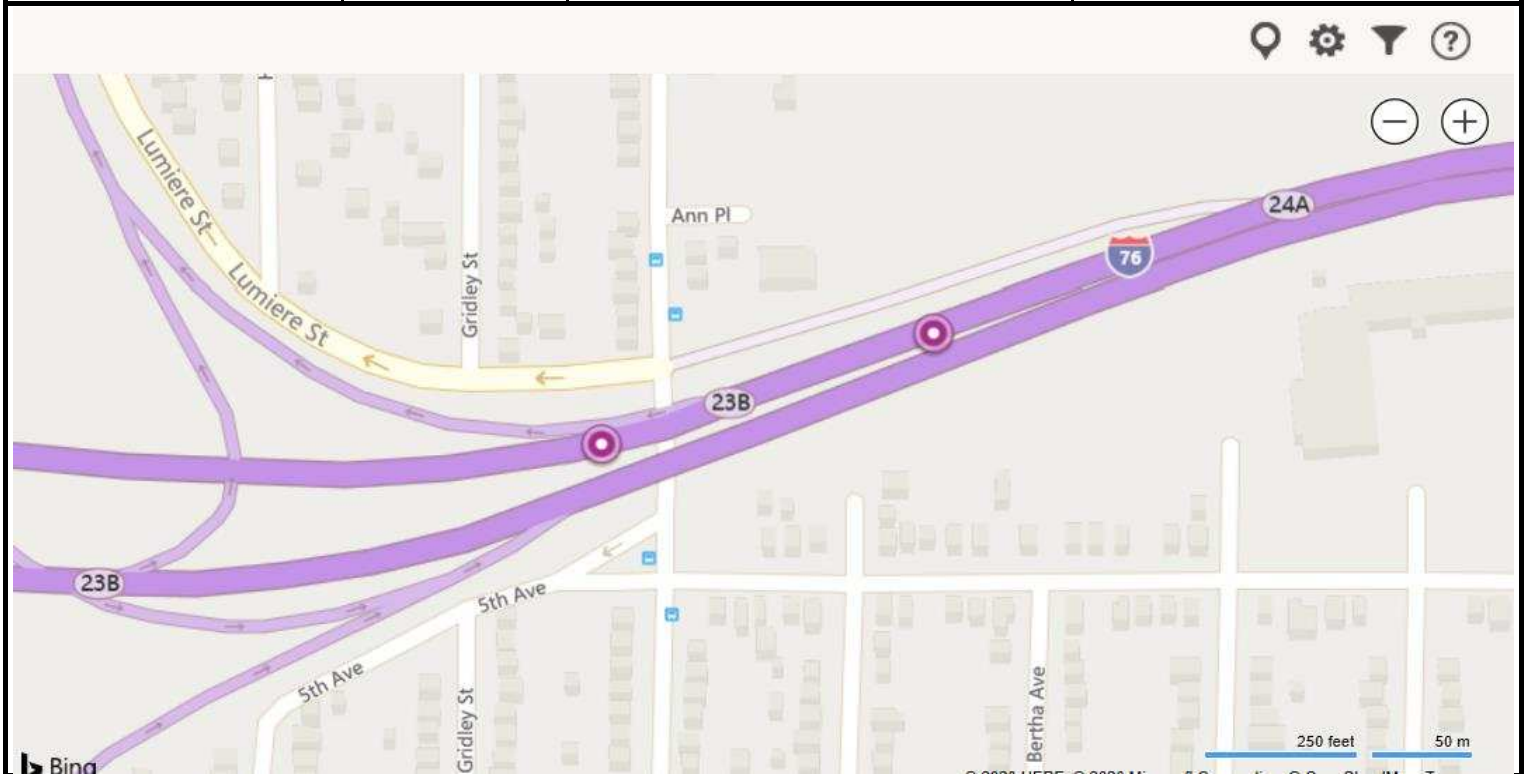 ?
Lumiere St
24A
Ann Pl
76
Gridley St
Lumiere St
23B
23B
5th Ave
5th Ave
Bertha Ave
Gridley St
250 feet
50 m
Bing